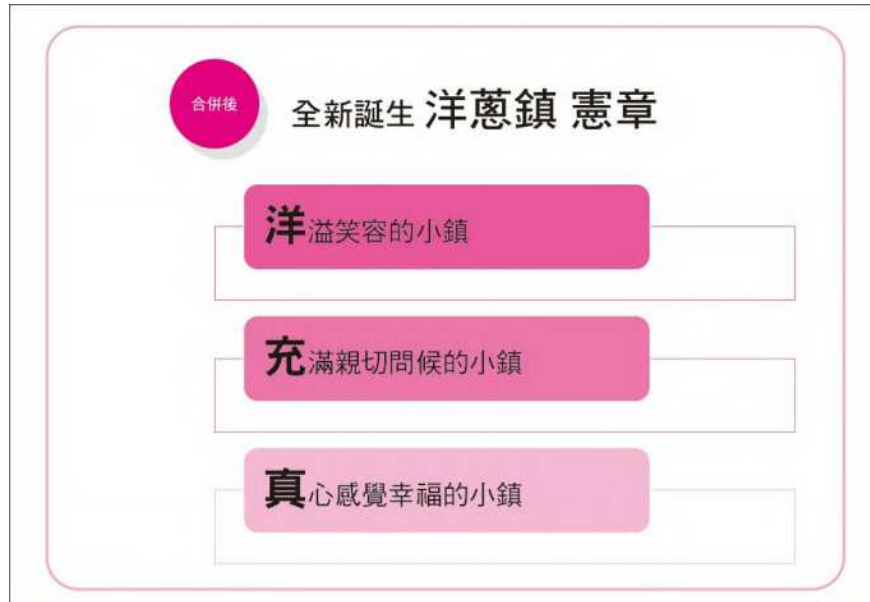 合併後
全新誕生 洋蔥鎮 憲章
洋溢笑容的小鎮
充滿親切問候的小鎮
真心感覺幸福的小鎮